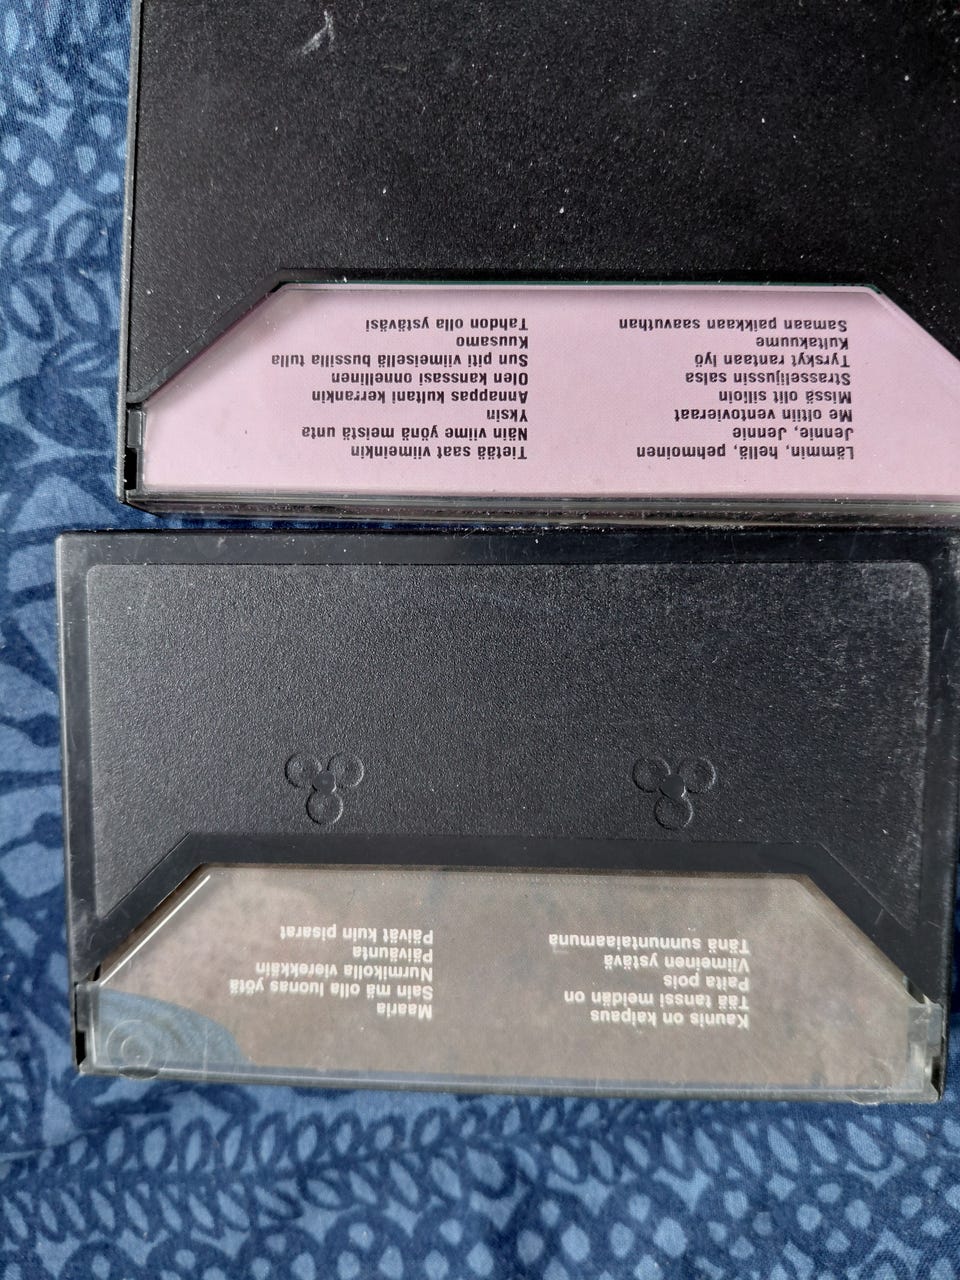 Kaunis on kaipaus
Tää tanssi meidän on
Paita pois
Viimeinen ystävä
Tänä sunnuntaiaamuna
Maaria
Sain mä olla luonas yötä
Nurmikolla vierekkäin
Päiväunta
Päivät kuin pisarat
Lämmin, hellä, pehmoinen
Jennie, Jennie
Me oltiin ventovieraat
Missä olit silloin
Strasselijussin salsa
Tyrskyt rantaan lyö
Kultakuume
Samaan paikkaan saavuthan
Tietää saat viimeinkin
Näin viime yönä meistä unta
Yksin
Annappas kultani kerrankin
Olen kanssasi onnellinen
Sun piti viimeisellä bussilla tulla
Kuusamo
Tahdon olla ystäväsi